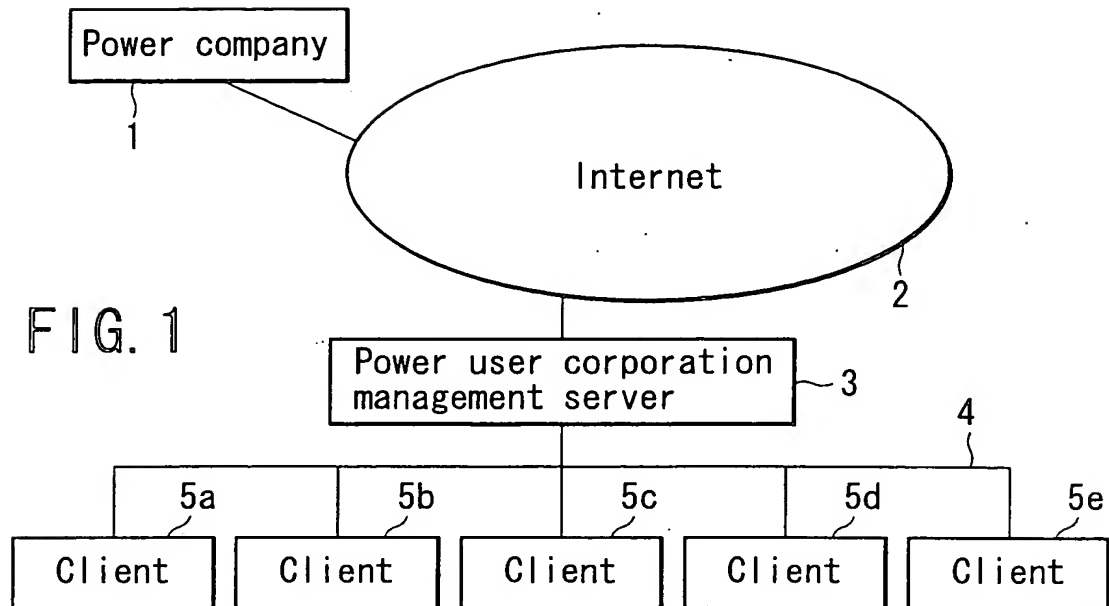 Power company
1
Internet
2
FIG. 1
Power user corporation
management server
3
4
5a
5b
5c
5d
5e
Client
Client
Client
Client
Client